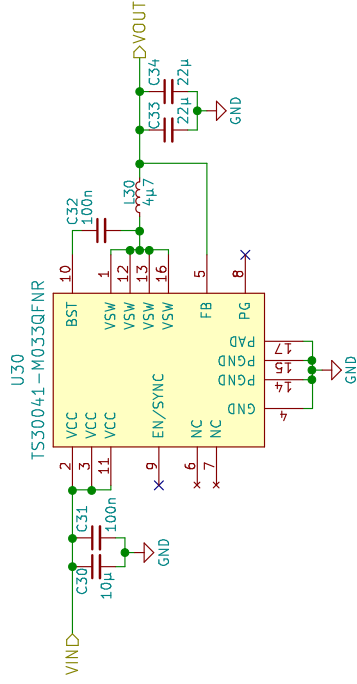 VOUT
C34
22µ
C33
22µ
GND
L30
4µ7
C32
100n
10
1
12
13
16
5
8
U30
TS30041-M033QFNR
BST
VSW
VSW
VSW
VSW
FB
PG
PAD
17
PGND
15
PGND
14
GND
4
GND
VCC
VCC
VCC
EN/SYNC
NC
NC
2
3
11
9
6
7
C31
100n
C30
10µ
GND
VIN